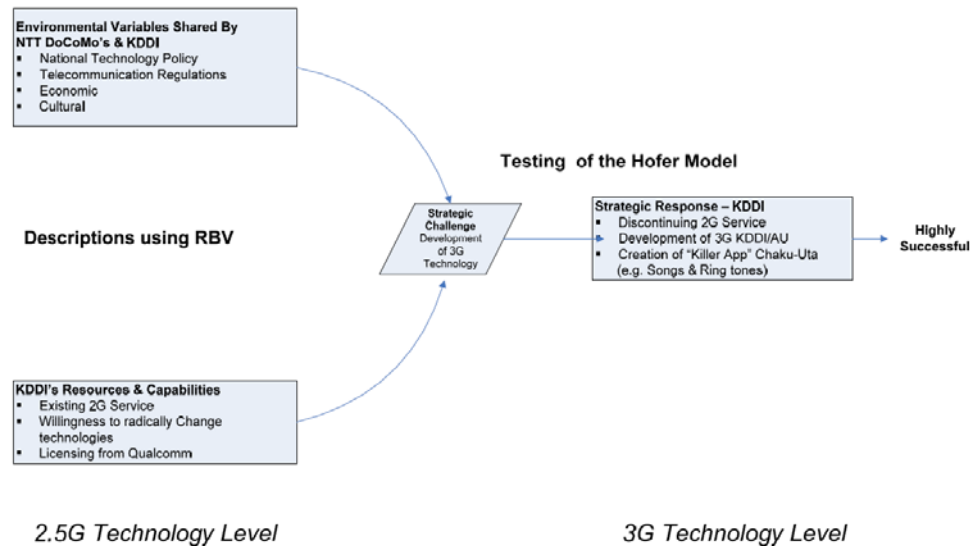 Environmental Variables Shared By
NTT DoCoMo's & KDDI
▪ National Technology Policy
▪ Telecommunication Regulations
▪ Economic
▪ Cultural
Testing of the Hofer Model
Descriptions using RBV
Strategic
Challenge
Development
of 3G
Technology
Strategic Response – KDDI
▪ Discontinuing 2G Service
▪ Development of 3G KDDI/AU
▪ Creation of "Killer App" Chaku-Uta
(e.g. Songs & Ring tones)
Highly
Successful
KDDI's Resources & Capabilities
▪ Existing 2G Service
▪ Willingness to radically Change
technologies
▪ Licensing from Qualcomm
2.5G Technology Level
3G Technology Level